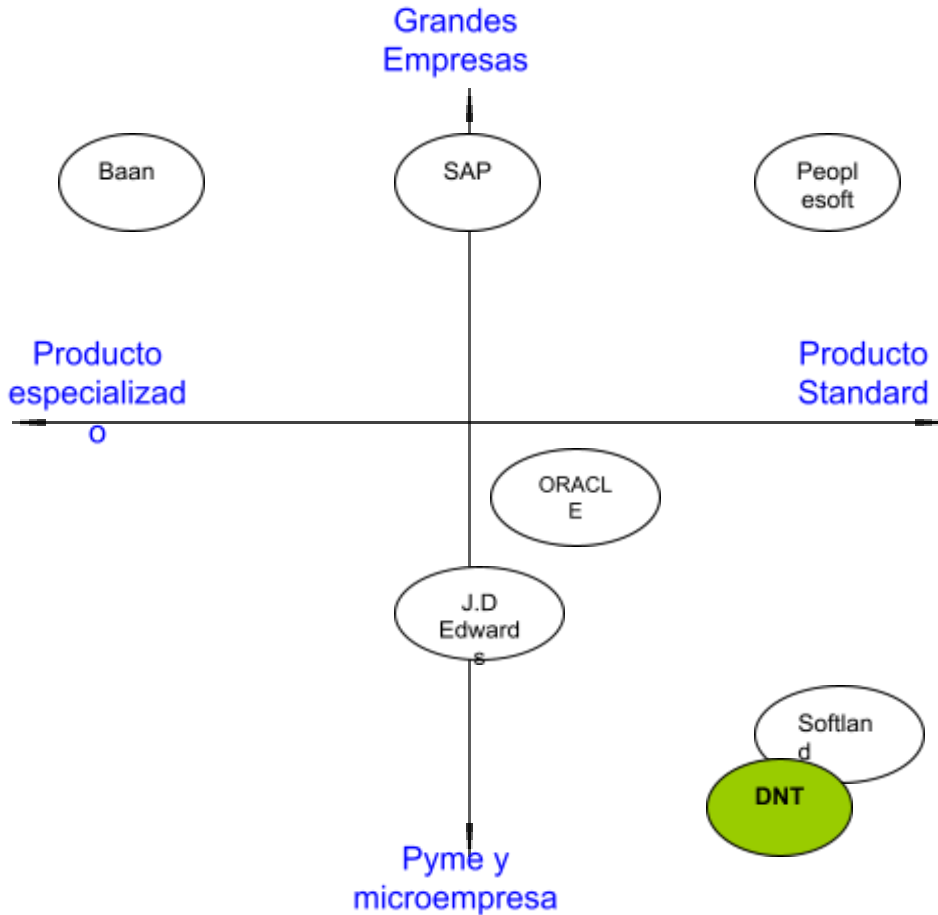 Grandes
Empresas
Baan
SAP
Peopl
esoft
Producto
especializad
o
Producto
Standard
ORACL
E
J.D
Edward
s
Softlan
d
DNT
Pyme y
microempresa